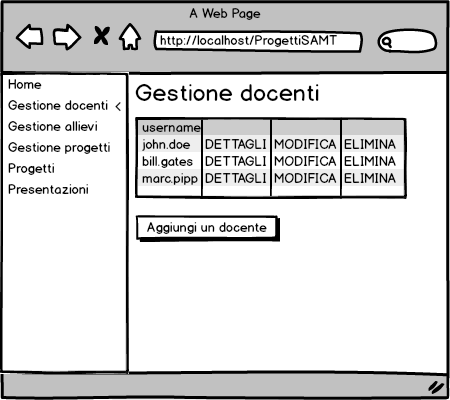 A Web Page
http://localhost/ProgettiSAMT
Home
Gestione docenti <
Gestione allievi
Gestione progetti
Progetti
Presentazioni
Gestione docenti
username
john.doe DETTAGLI MODIFICA ELIMINA
bill.gates DETTAGLI MODIFICA ELIMINA
marc.pipp DETTAGLI MODIFICA ELIMINA
Aggiungi un docente